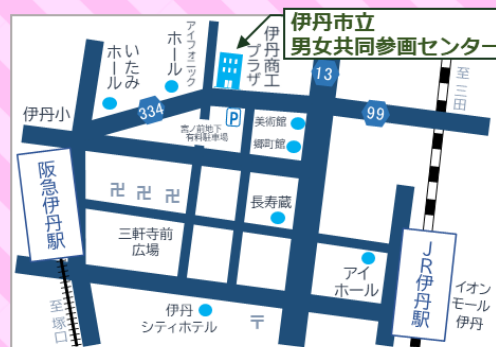 伊丹市立
男女共同参画センター
伊丹商工
プラザ
アイフォニック
ホール
いたみ
ホール
伊丹小
334
13
99
至三田
P
宮ノ前地下
有料駐車場
美術館
郷町館
阪急伊丹駅
卍 卍 卍
長寿蔵
三軒寺前
広場
アイ
ホール
JR伊丹駅
イオン
モール
伊丹
至塚口
伊丹
シティホテル
〒